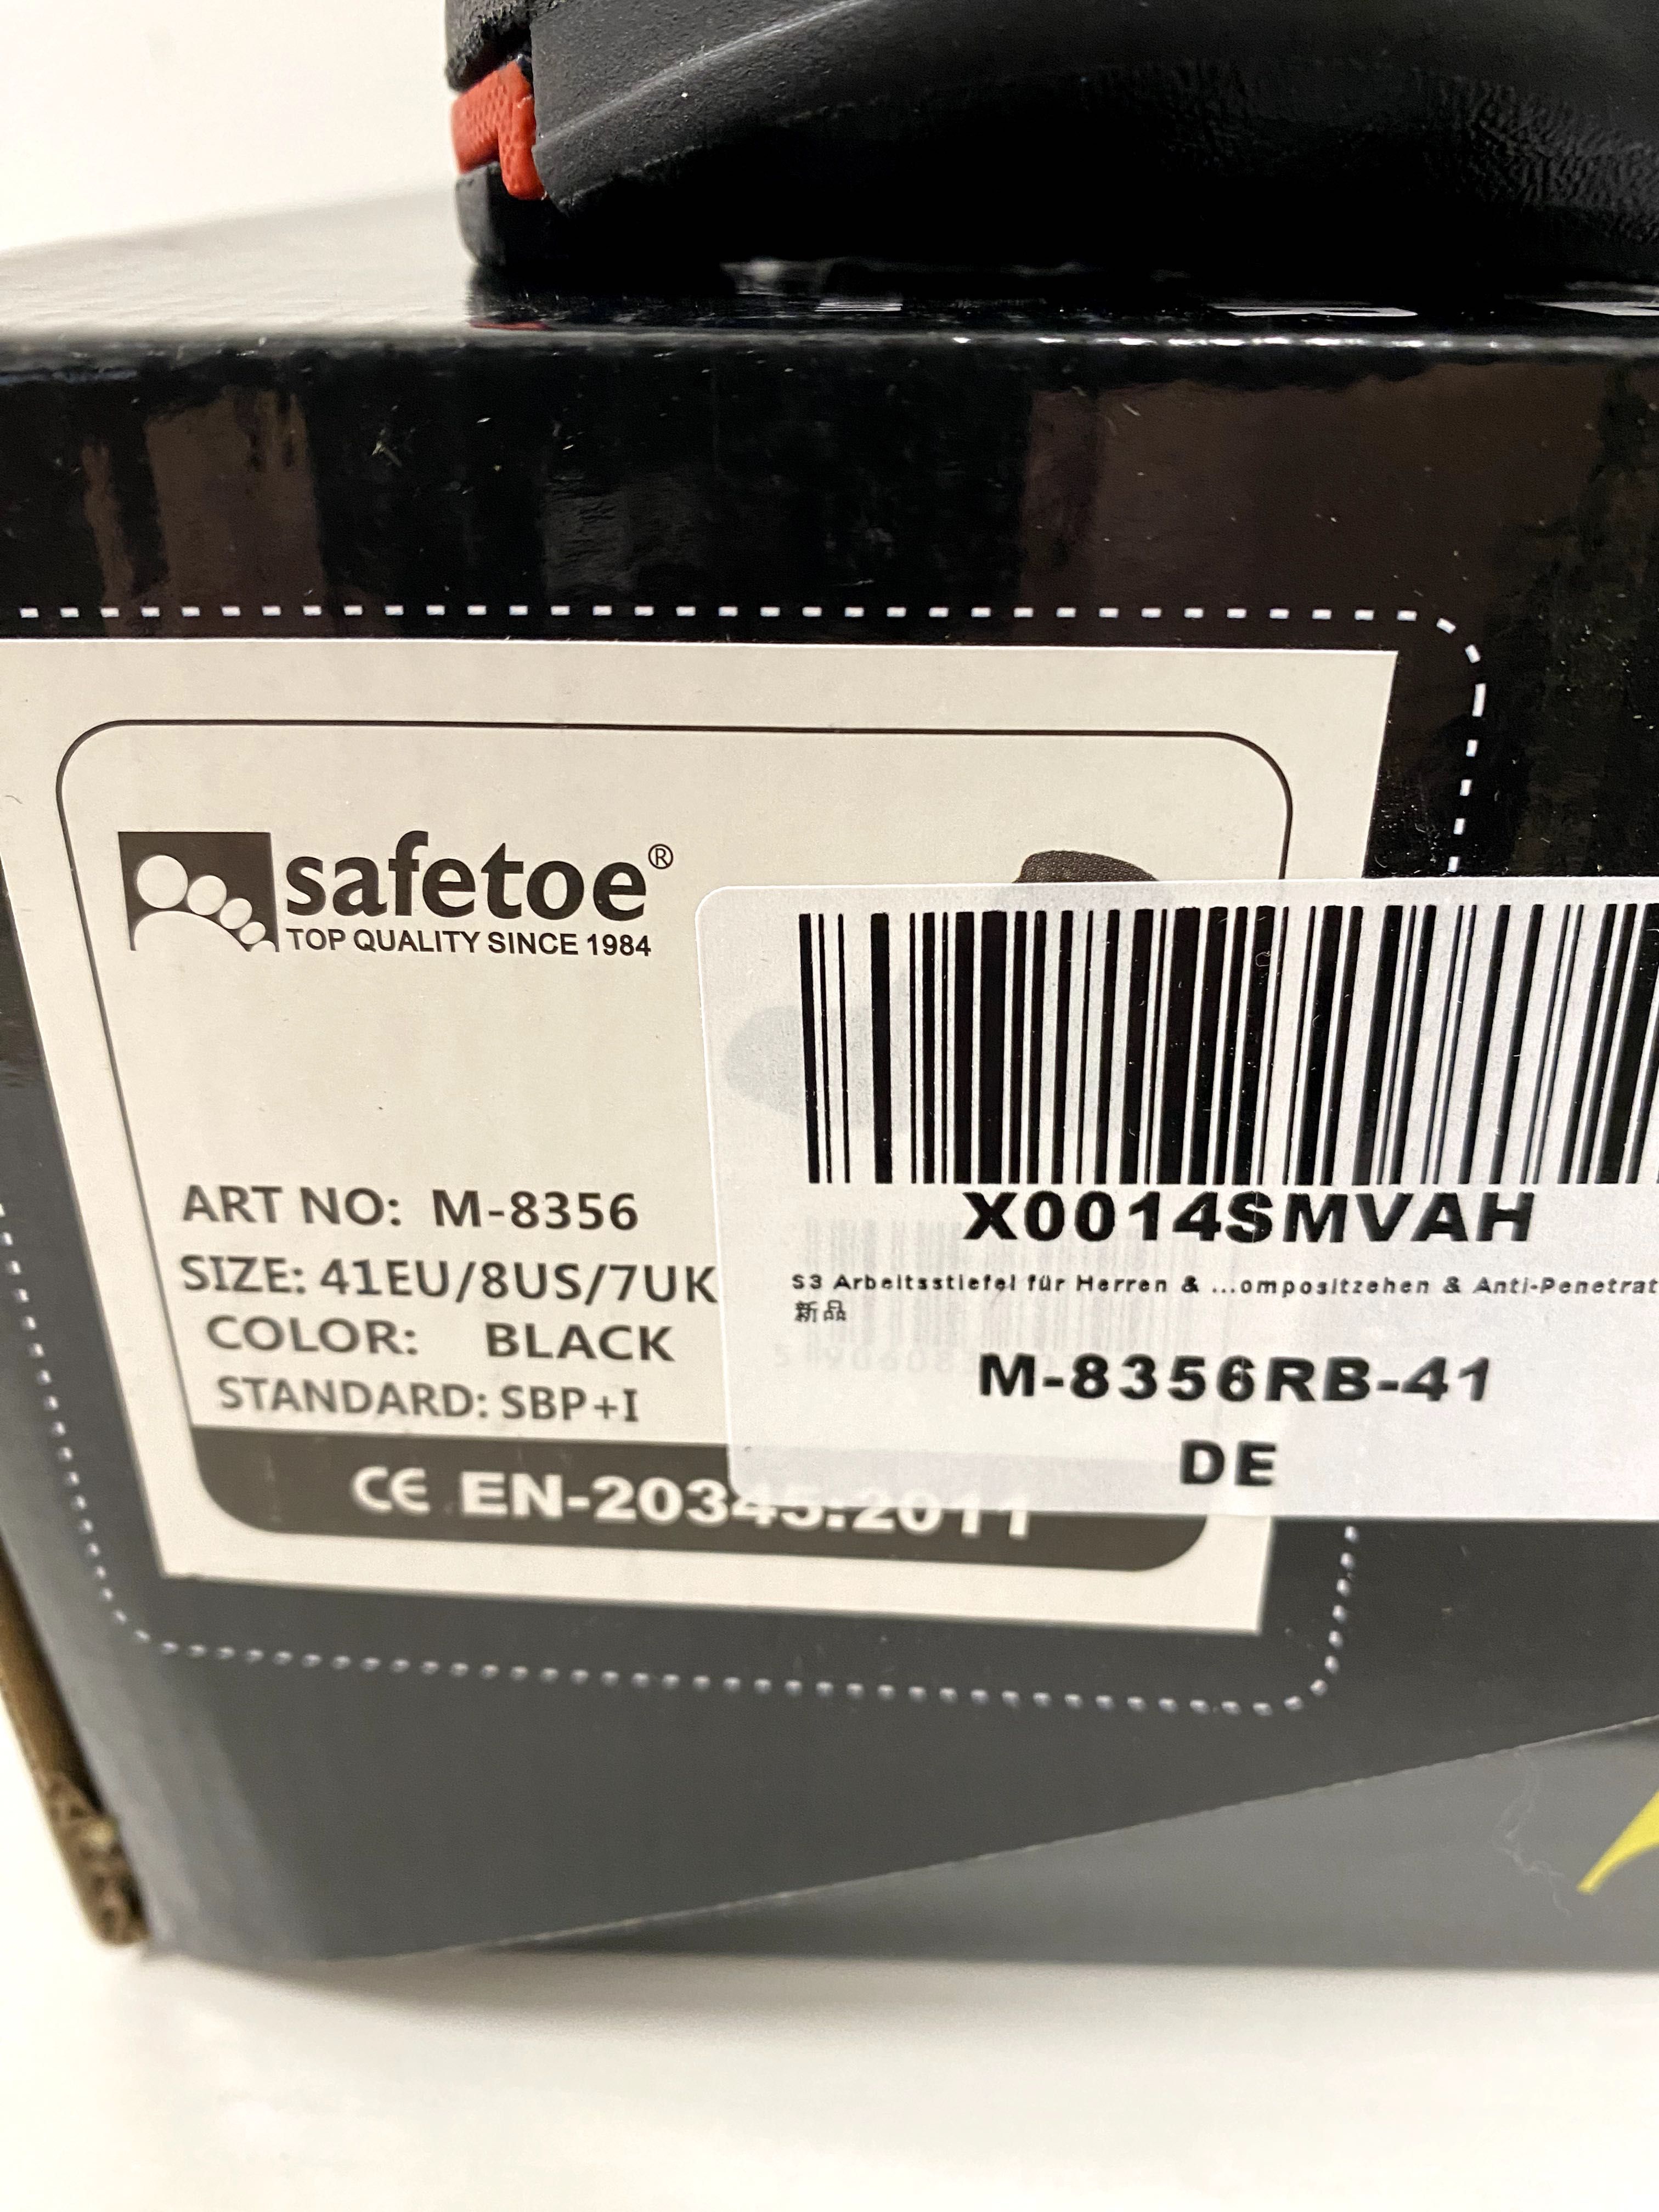 safetoe®
TOP QUALITY SINCE 1984
ART NO: M-8356
SIZE: 41EU/8US/7UK
COLOR: BLACK
STANDARD: SBP+I
CE EN-20345:2011
X0014SMVAH
S3 Arbeitsstiefel für Herren & ...ompositzehen & Anti-Penetrat
新品
M-8356RB-41
DE